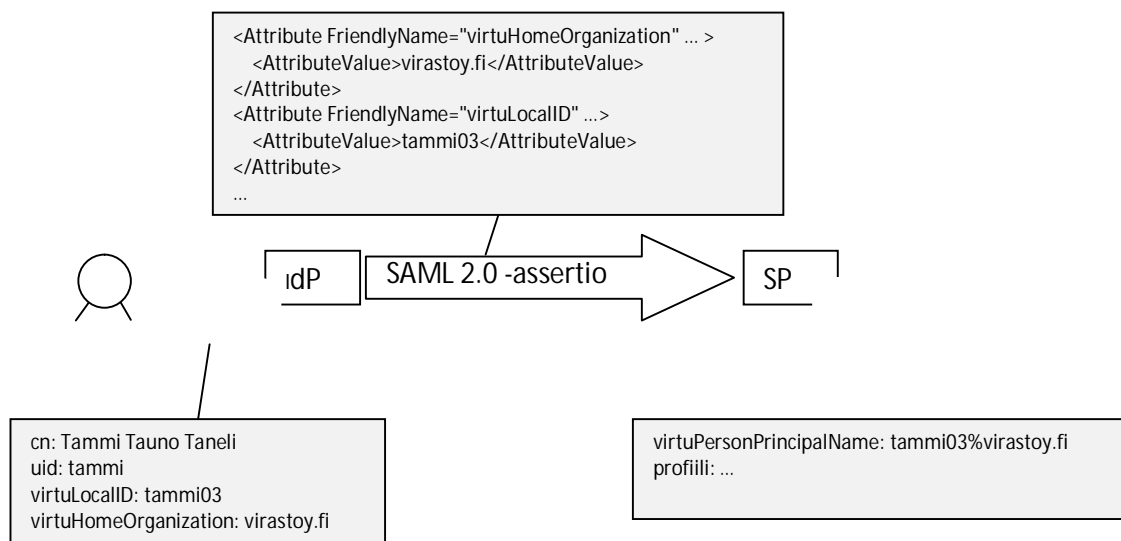 <Attribute FriendlyName="virtuHomeOrganization" ... >
<AttributeValue>virastoy.fi</AttributeValue>
</Attribute>
<Attribute FriendlyName="virtuLocalID" ...>
<AttributeValue>tammi03</AttributeValue>
</Attribute>
...
IdP
SAML 2.0 -assertio
SP
cn: Tammi Tauno Taneli
uid: tammi
virtuLocalID: tammi03
virtuHomeOrganization: virastoy.fi
virtuPersonPrincipalName: tammi03%virastoy.fi
profiili: ...